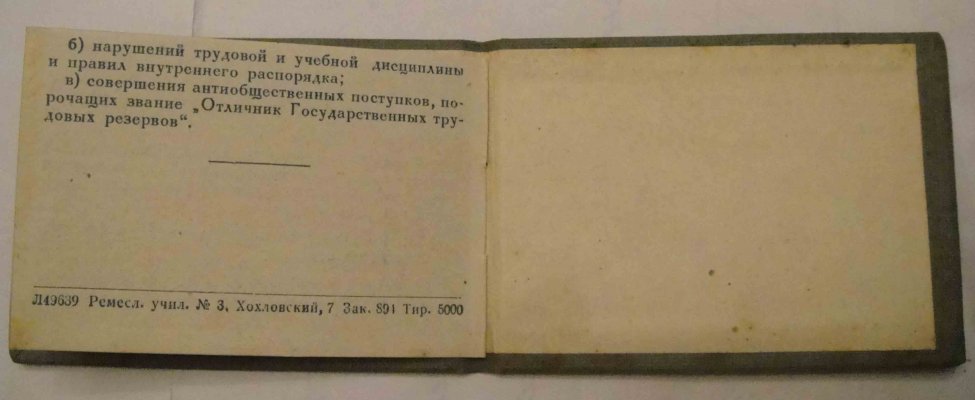 б) нарушений трудовой и учебной дисциплины
и правил внутреннего распорядка;
в) совершения антиобщественных поступков, по-
рочащих звание „Отличник Государственных тру-
довых резервов“.
Л49639 Ремесл. учил. № 3, Хохловский, 7 Зак. 891 Тир. 5000